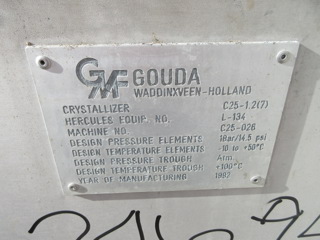 GMF GOUDA
WADDINXVEEN-HOLLAND
CRYSTALLIZER C25-1.2(7)
HERCULES EQUIP. NO. L-134
MACHINE NO. C25-026
DESIGN PRESSURE ELEMENTS 1Bar/14.5 psi
DESIGN TEMPERATURE ELEMENTS -10 to +50°C
DESIGN PRESSURE TROUGH Atm.
DESIGN TEMPERATURE TROUGH +100°C
YEAR OF MANUFACTURING 1982